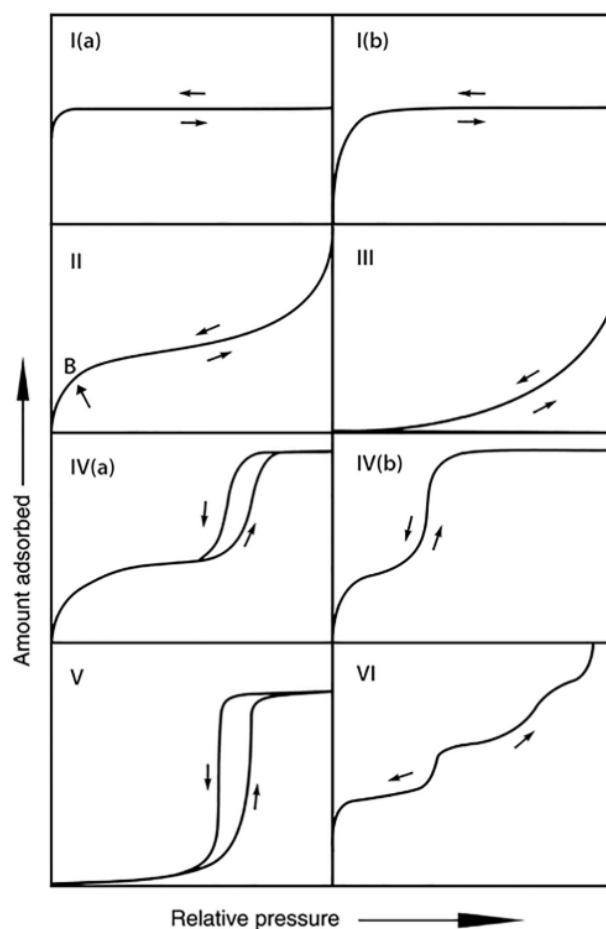 I(a)
I(b)
II
III
B
IV(a)
IV(b)
V
VI
Amount adsorbed
Relative pressure